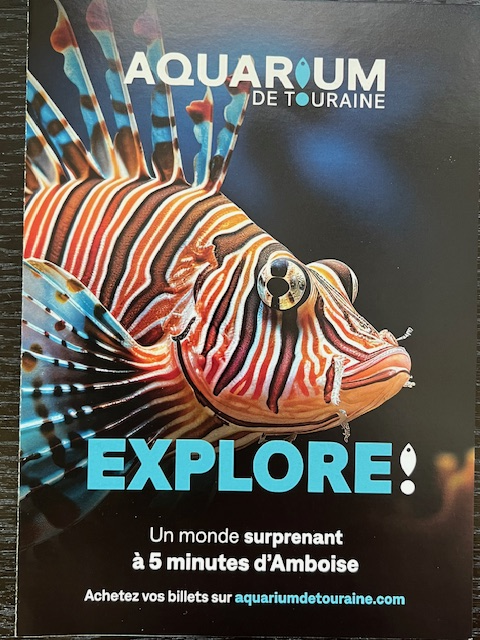 AQUARIUM
DE TOURAINE
EXPLORE!
Un monde surprenant
à 5 minutes d'Amboise
Achetez vos billets sur aquariumdetouraine.com